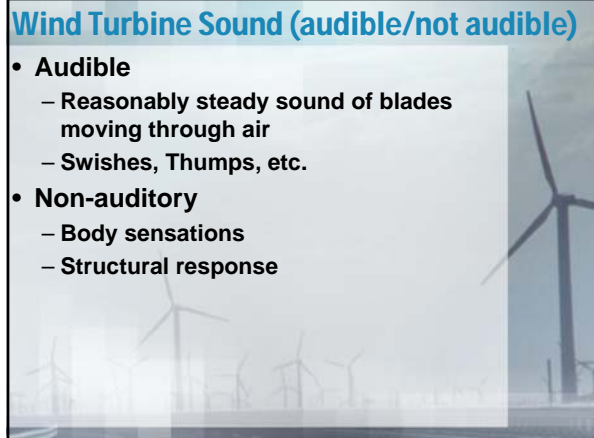 Wind Turbine Sound (audible/not audible)
• Audible
– Reasonably steady sound of blades
moving through air
– Swishes, Thumps, etc.
• Non-auditory
– Body sensations
– Structural response